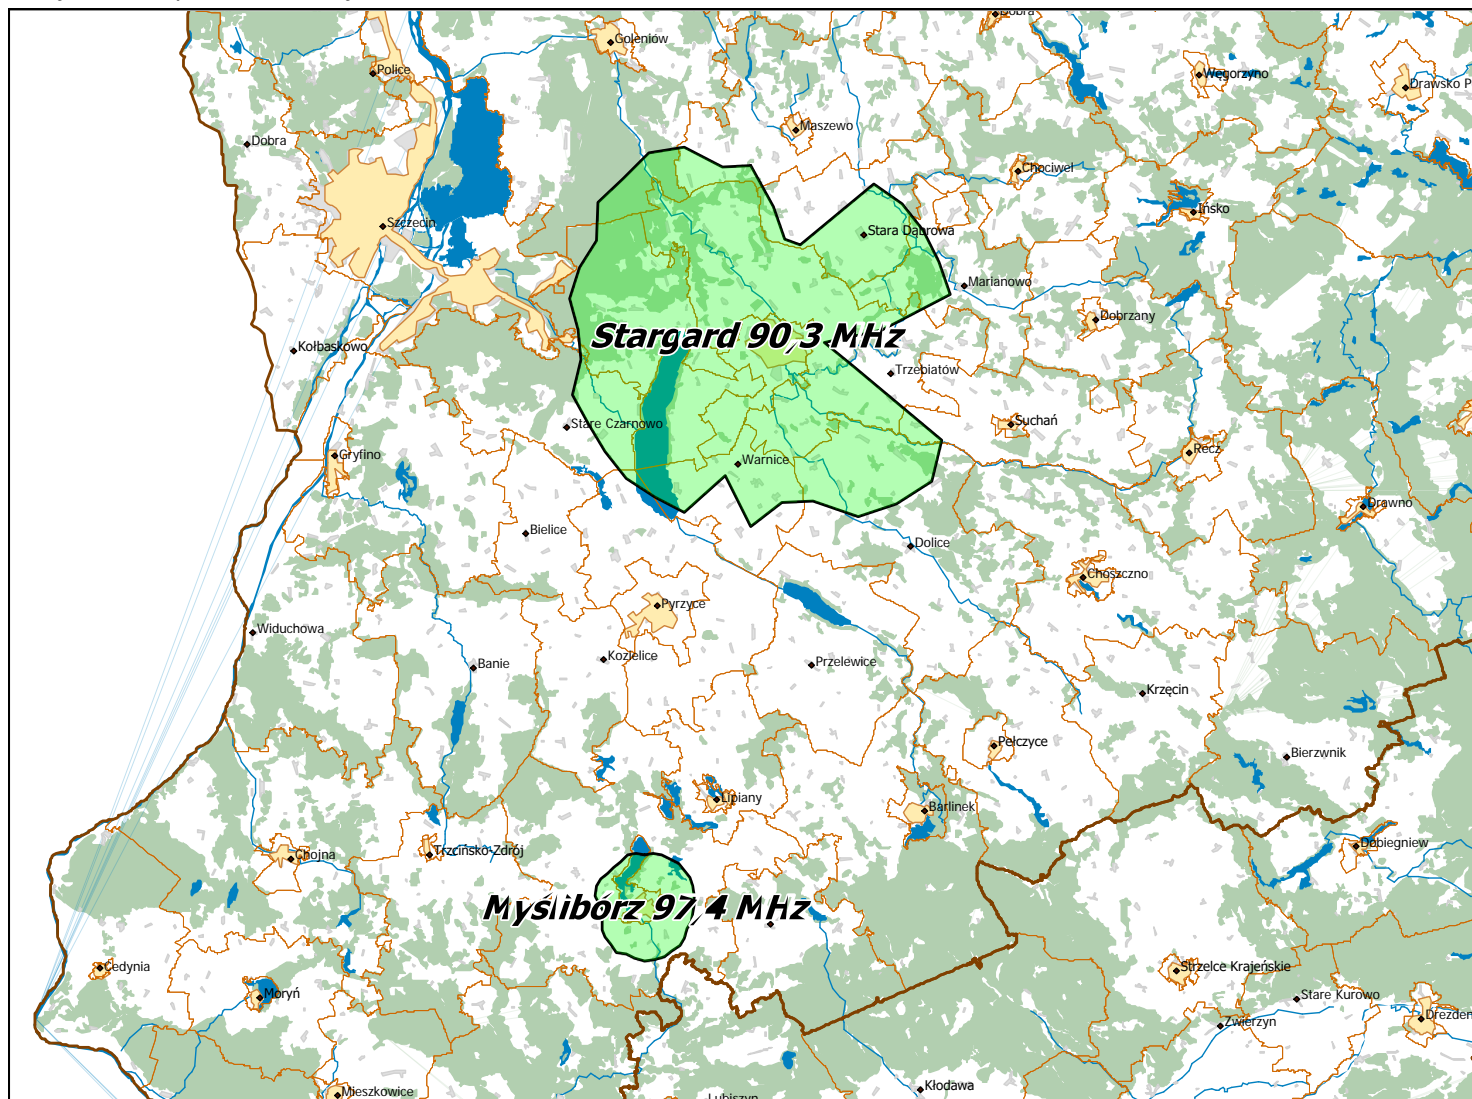 Dobra
Goleniów
Police
Węgorzyno
Drawsko P
Maszewo
Dobra
Chociwel
Ińsko
Szczecin
Stara Dąbrowa
Marianowo
Dobrzany
Stargard 90,3 MHz
Kołbaskowo
Trzebiatów
Suchań
Stare Czarnowo
Gryfino
Warnice
Recz
Drawno
Bielice
Dolice
Choszczno
Pyrzyce
Widuchowa
Banie
Kozielice
Przelewice
Krzęcin
Pełczyce
Bierzwnik
Lipiany
Barlinek
Chojna
Trzcińsko-Zdrój
Dobiegniew
Myślibórz 97,4 MHz
Cedynia
Strzelce Krajeńskie
Moryń
Stare Kurowo
Zwierzyn
Drezden
Mieszkowice
Kłodawa
Lubiszyn